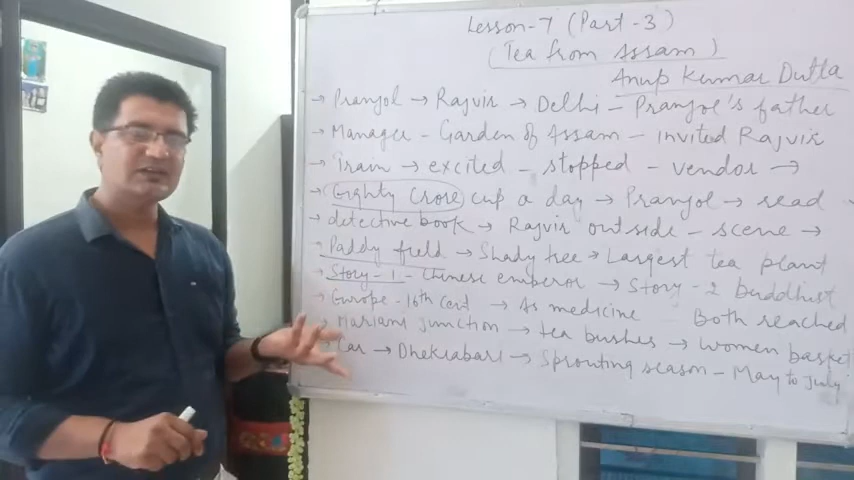 Lesson-7 (Part-3)
(Tea from Assam)
Anup Kumar Dutta
→ Pranjol → Rajvir → Delhi - Pranjol's father
→ Manager - Garden of Assam - invited Rajvir
→ Train → excited - stopped - vendor →
→ Eighty Crore cup a day → Pranjol → read
→ detective book → Rajvir outside - scene →
→ Paddy field → Shady tree → Largest tea plant
→ Story-1 - Chinese emperor → Story-2 buddhist
→ Europe - 16th Cent → As medicine Both reached
→ Mariani junction → tea bushes → women basket
→ Car → Dhekiabari → Sprouting season - May to July